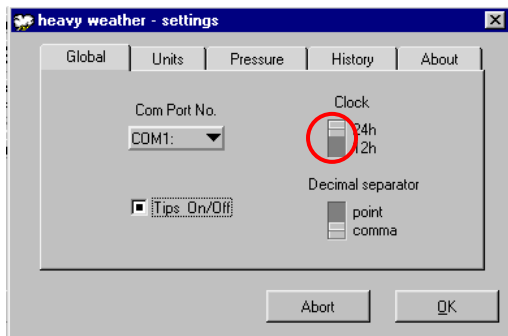 heavy weather - settings
Global Units Pressure History About
Com Port No.
COM1:
Clock
24h
12h
Tips On/Off
Decimal separator
point
comma
Abort OK